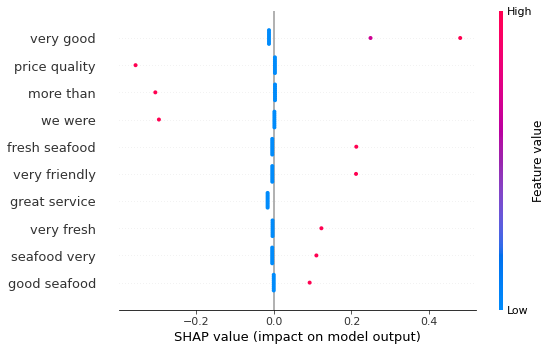 High
very good
price quality
more than
we were
fresh seafood
very friendly
great service
very fresh
seafood very
good seafood
Feature value
Low
−0.2 0.0 0.2 0.4
SHAP value (impact on model output)